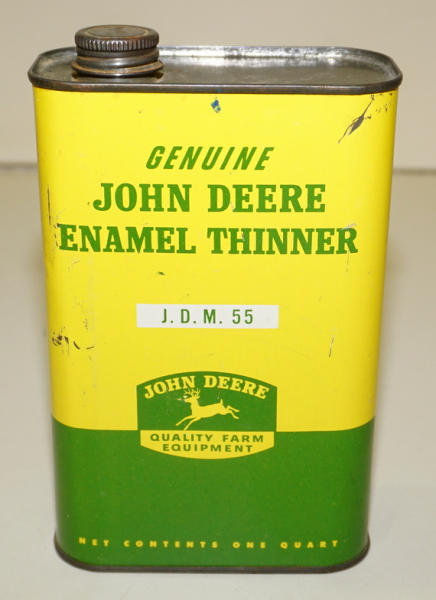 GENUINE
JOHN DEERE
ENAMEL THINNER
J. D. M. 55
JOHN DEERE
QUALITY FARM
EQUIPMENT
NET CONTENTS ONE QUART